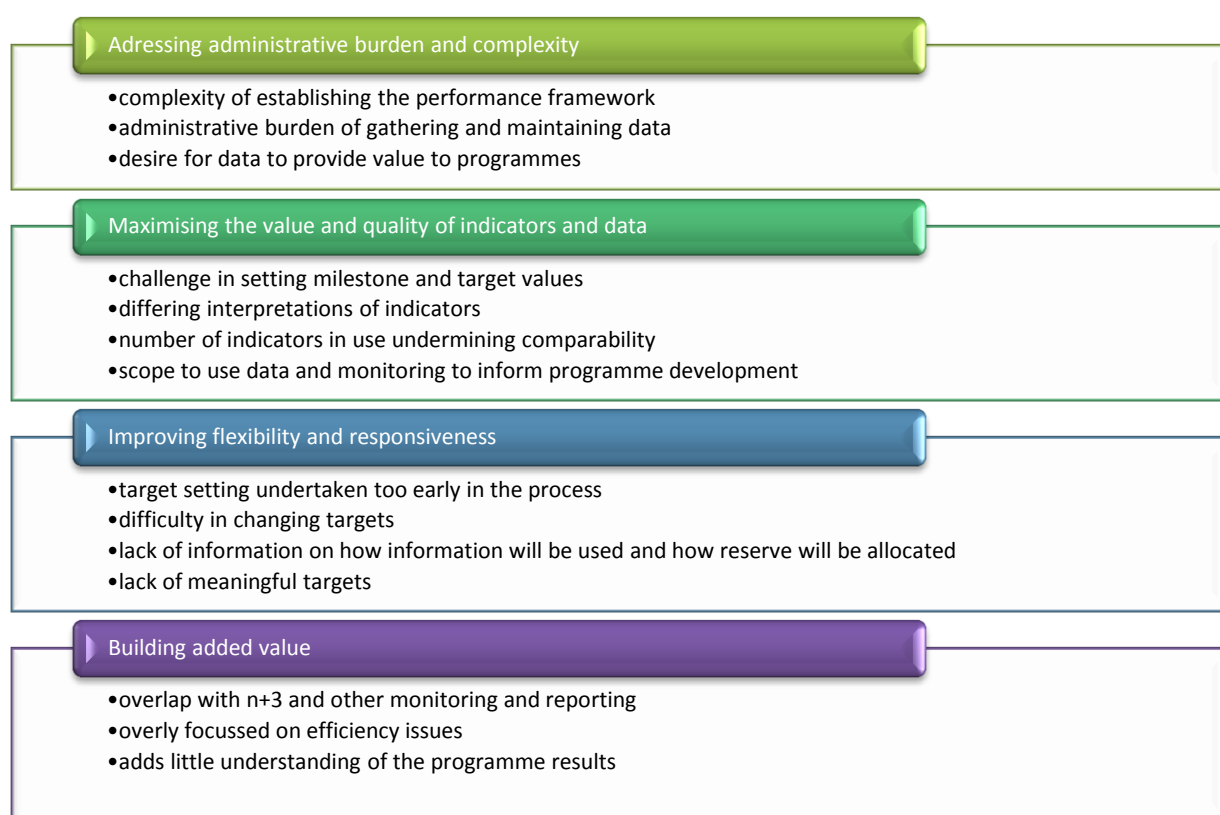 Adressing administrative burden and complexity
•complexity of establishing the performance framework
•administrative burden of gathering and maintaining data
•desire for data to provide value to programmes
Maximising the value and quality of indicators and data
•challenge in setting milestone and target values
•differing interpretations of indicators
•number of indicators in use undermining comparability
•scope to use data and monitoring to inform programme development
Improving flexibility and responsiveness
•target setting undertaken too early in the process
•difficulty in changing targets
•lack of information on how information will be used and how reserve will be allocated
•lack of meaningful targets
Building added value
•overlap with n+3 and other monitoring and reporting
•overly focussed on efficiency issues
•adds little understanding of the programme results